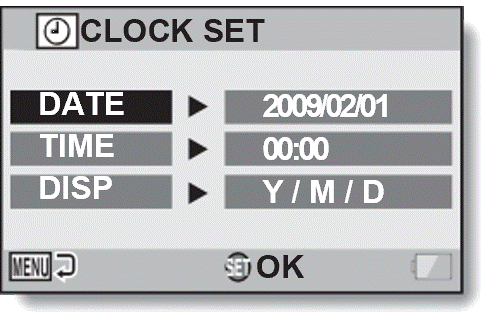 CLOCK SET
DATE 2009/02/01
TIME 00:00
DISP Y / M / D
MENU SET OK